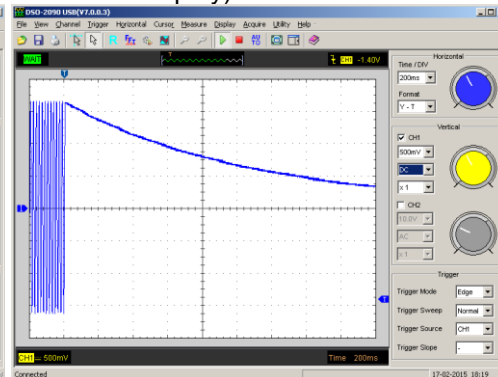 play)
DSO-2090 USB(V7.0.0.3)
File View Channel Trigger Horizontal Cursor Measure Display Acquire Utility Help
WAIT
T
CH1 -1.40V
T
CH1 500mV
Time 200ms
Horizontal
Time / DIV
200ms
Format
Y - T
Vertical
CH1
500mV
DC
x 1
CH2
10.0V
AC
x 1
Trigger
Trigger Mode Edge
Trigger Sweep Normal
Trigger Source CH1
Trigger Slope -
Connected
17-02-2015 18:19